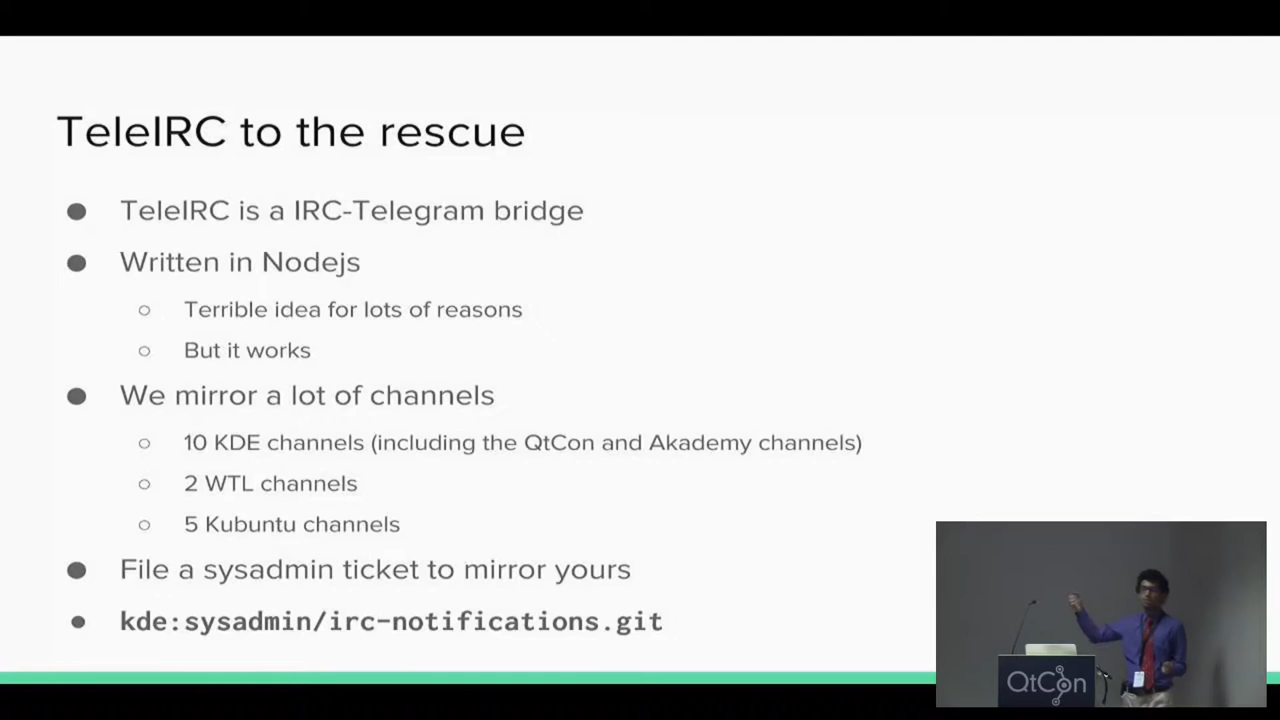 TeleIRC to the rescue
● TeleIRC is a IRC-Telegram bridge
● Written in Nodejs
○ Terrible idea for lots of reasons
○ But it works
● We mirror a lot of channels
○ 10 KDE channels (including the QtCon and Akademy channels)
○ 2 WTL channels
○ 5 Kubuntu channels
● File a sysadmin ticket to mirror yours
● kde:sysadmin/irc-notifications.git
QtCon